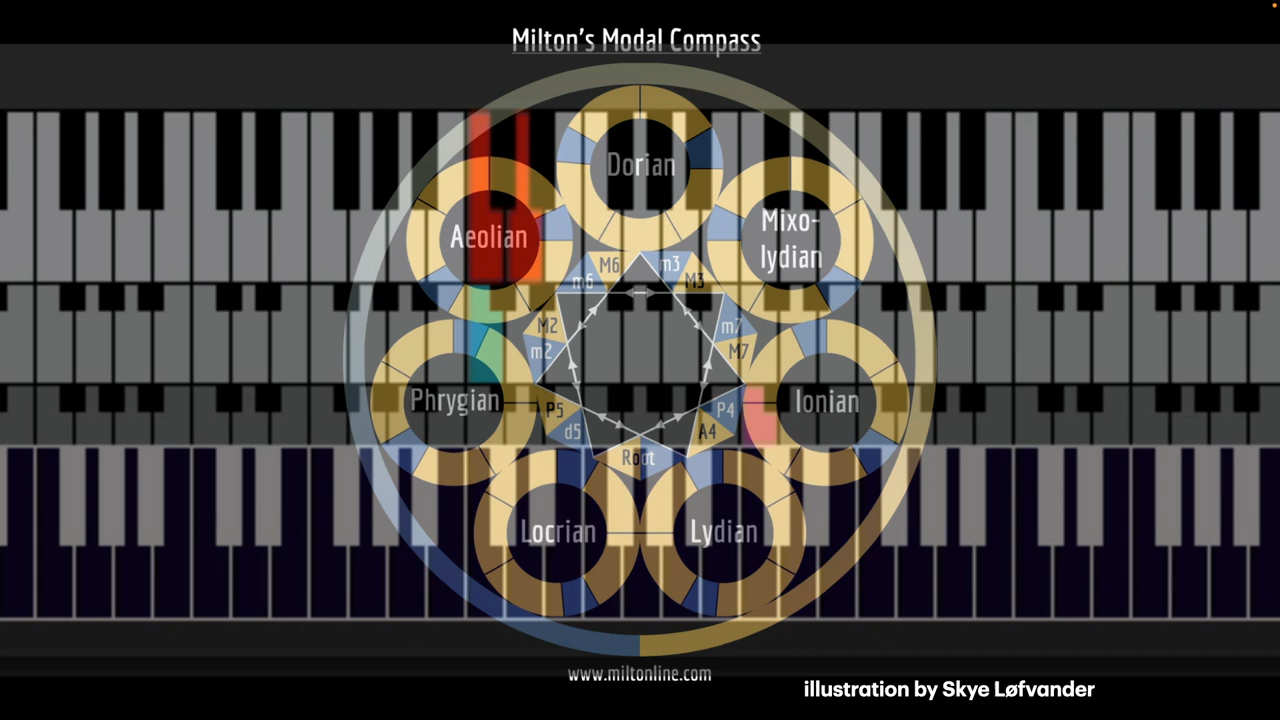 Milton's Modal Compass
Dorian
Aeolian
Mixo-
lydian
M6
m3
m6
M3
M2
m7
m2
M7
Phrygian
P5
P4
Ionian
d5
A4
Root
Locrian
Lydian
www.miltonline.com
illustration by Skye Løfvander